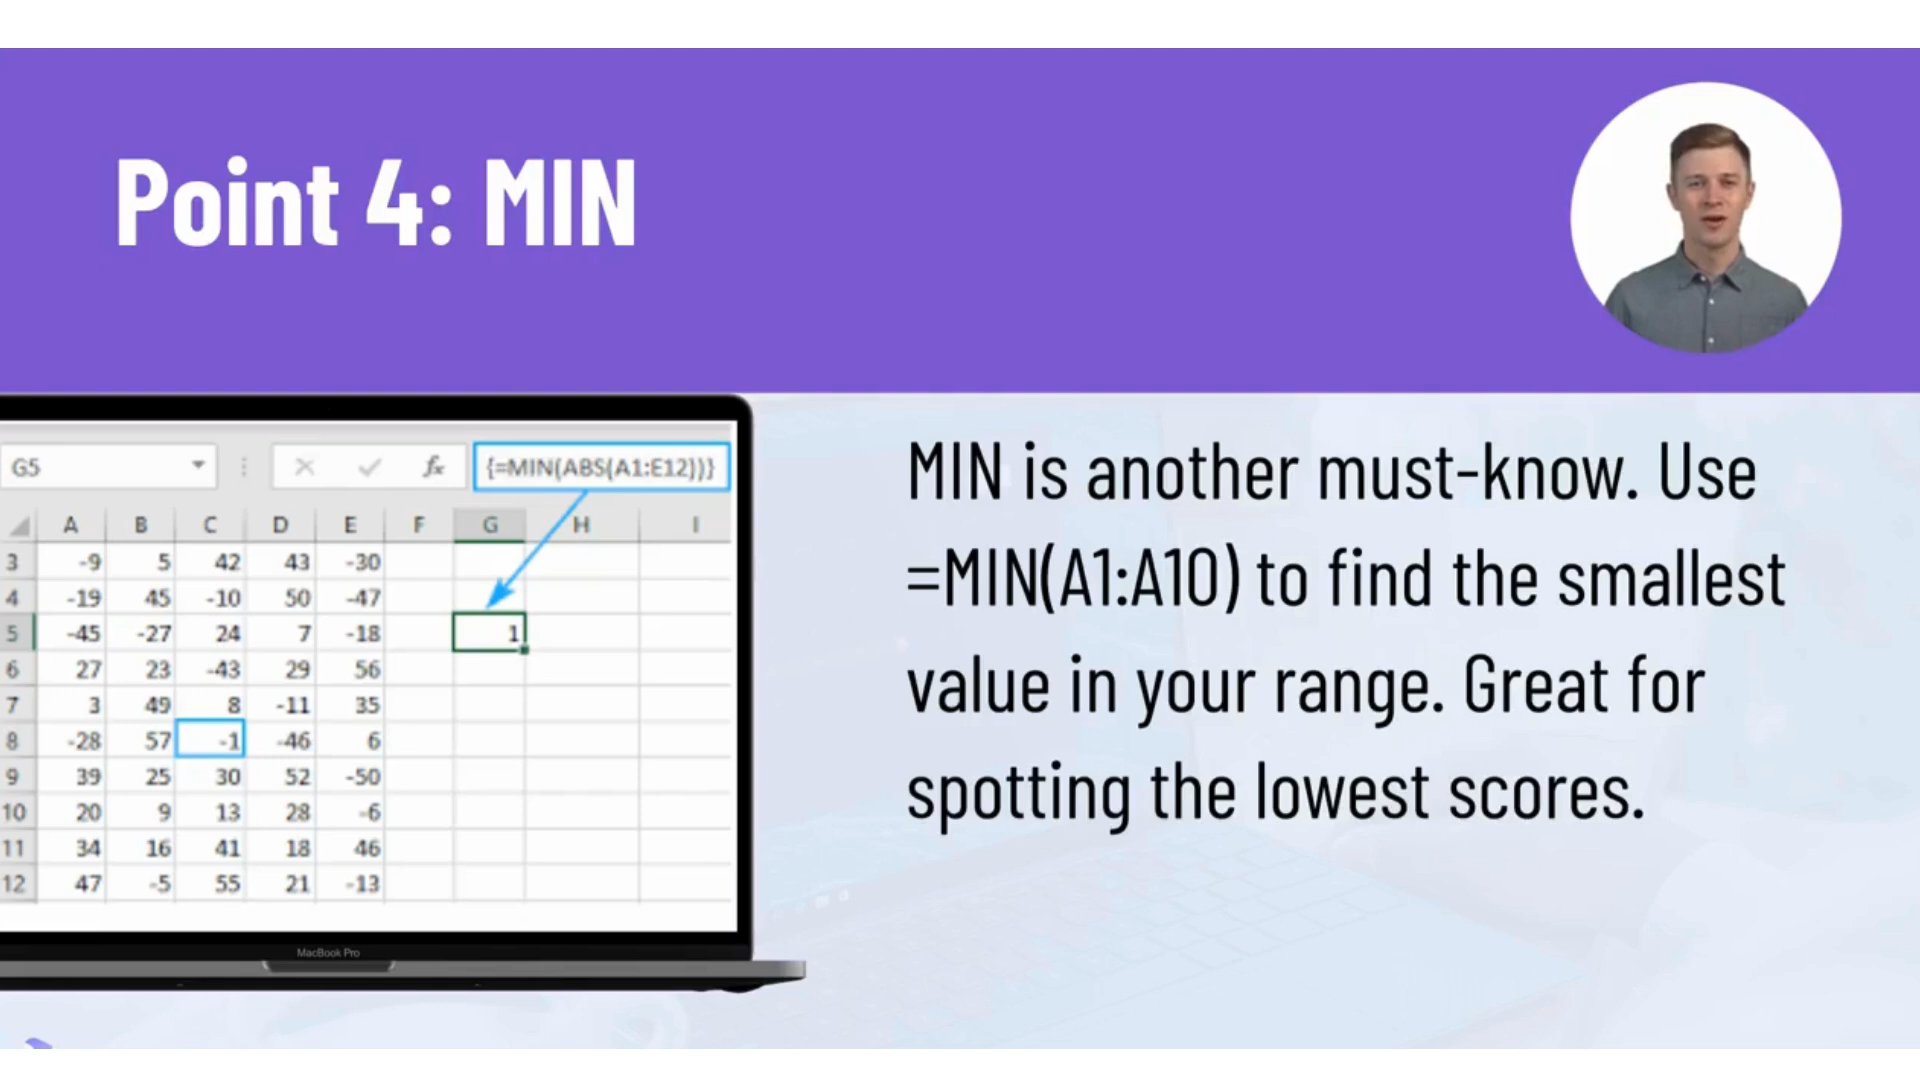 Point 4: MIN
G5 fx {=MIN(ABS(A1:E12))}
A B C D E F G H I
3 -9 5 42 43 -30
4 -19 45 -10 50 -47
5 -45 -27 24 7 -18 1
6 27 23 -43 29 56
7 3 49 8 -11 35
8 -28 57 -1 -46 6
9 39 25 30 52 -50
10 20 9 13 28 -6
11 34 16 41 18 46
12 47 -5 55 21 -13
MacBook Pro
MIN is another must-know. Use
=MIN(A1:A10) to find the smallest
value in your range. Great for
spotting the lowest scores.